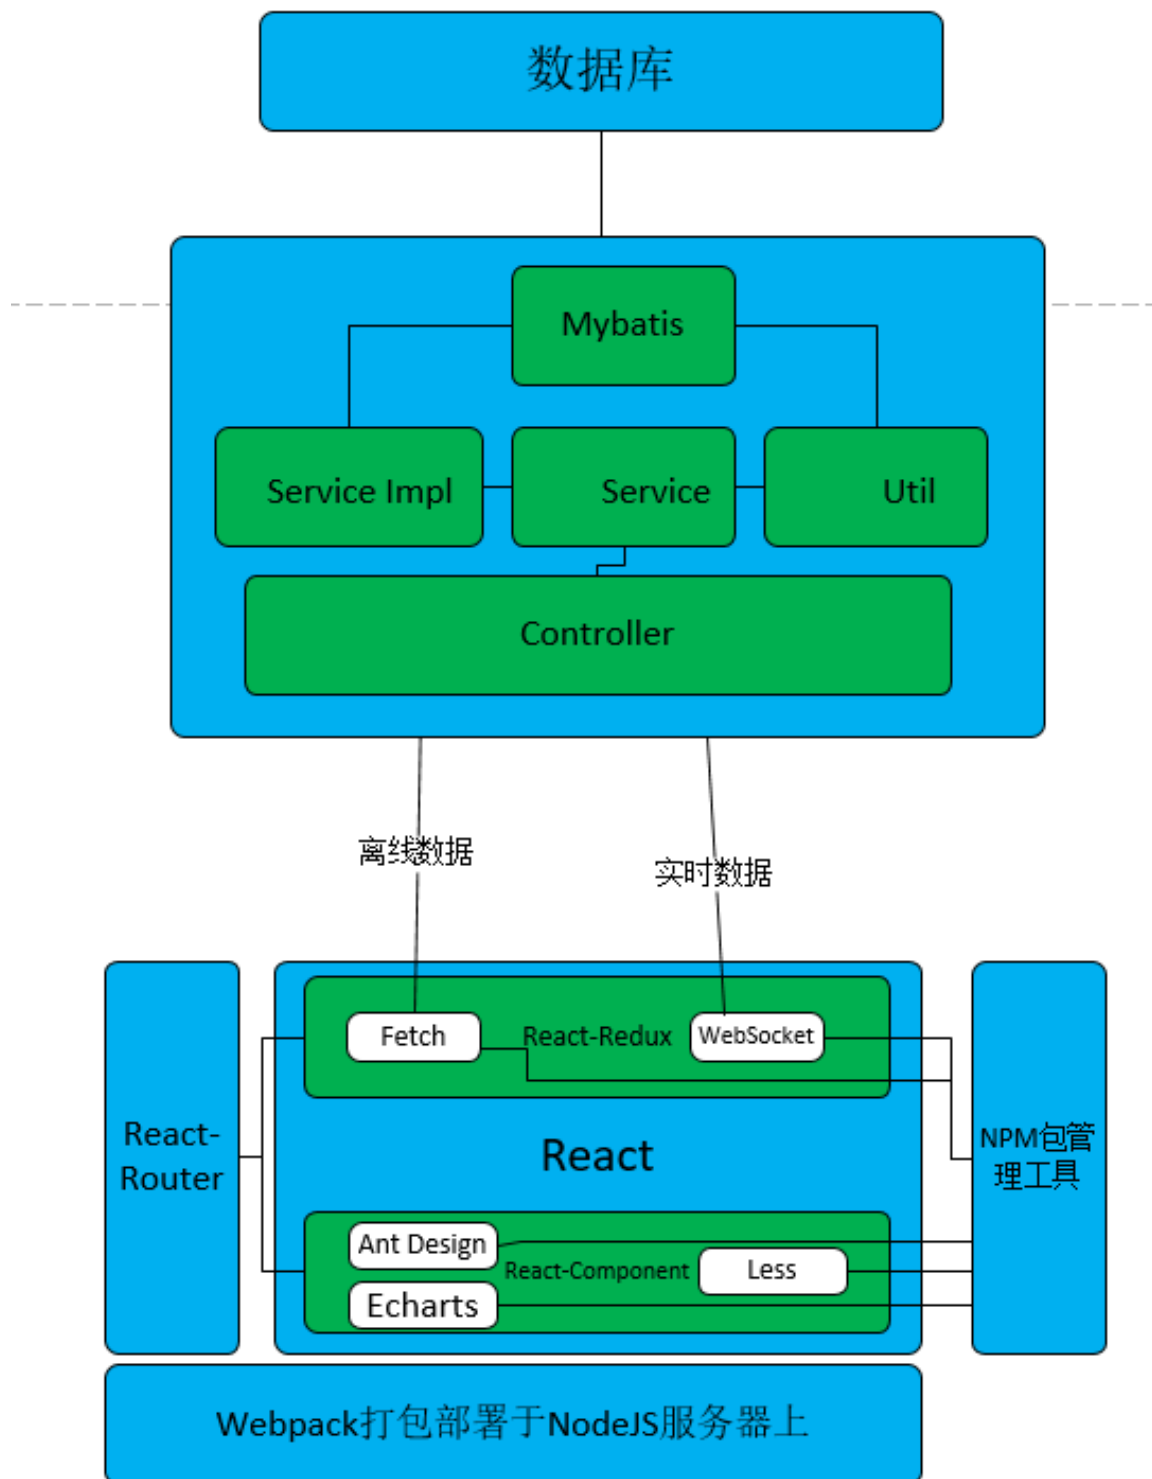 数据库
Mybatis
Service Impl
Service
Util
Controller
离线数据
实时数据
Fetch
React-Redux
WebSocket
React-
Router
React
NPM包管
理工具
Ant Design
React-Component
Less
Echarts
Webpack打包部署于NodeJS服务器上